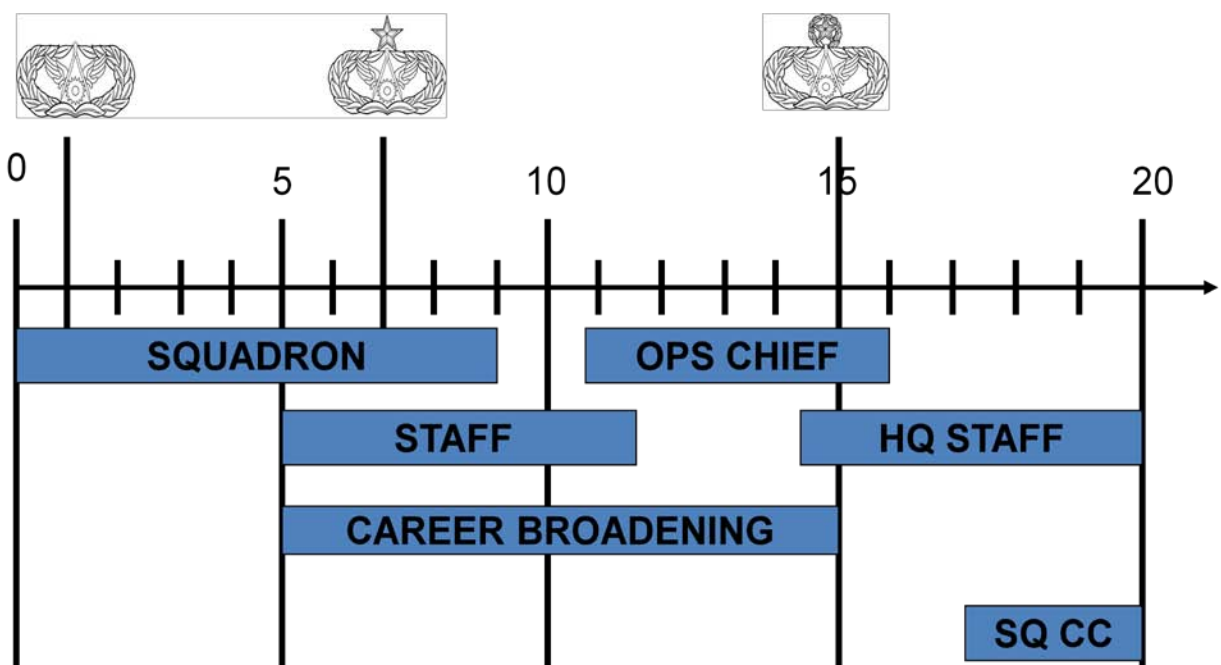 0
5
10
15
20
SQUADRON
OPS CHIEF
STAFF
HQ STAFF
CAREER BROADENING
SQ CC